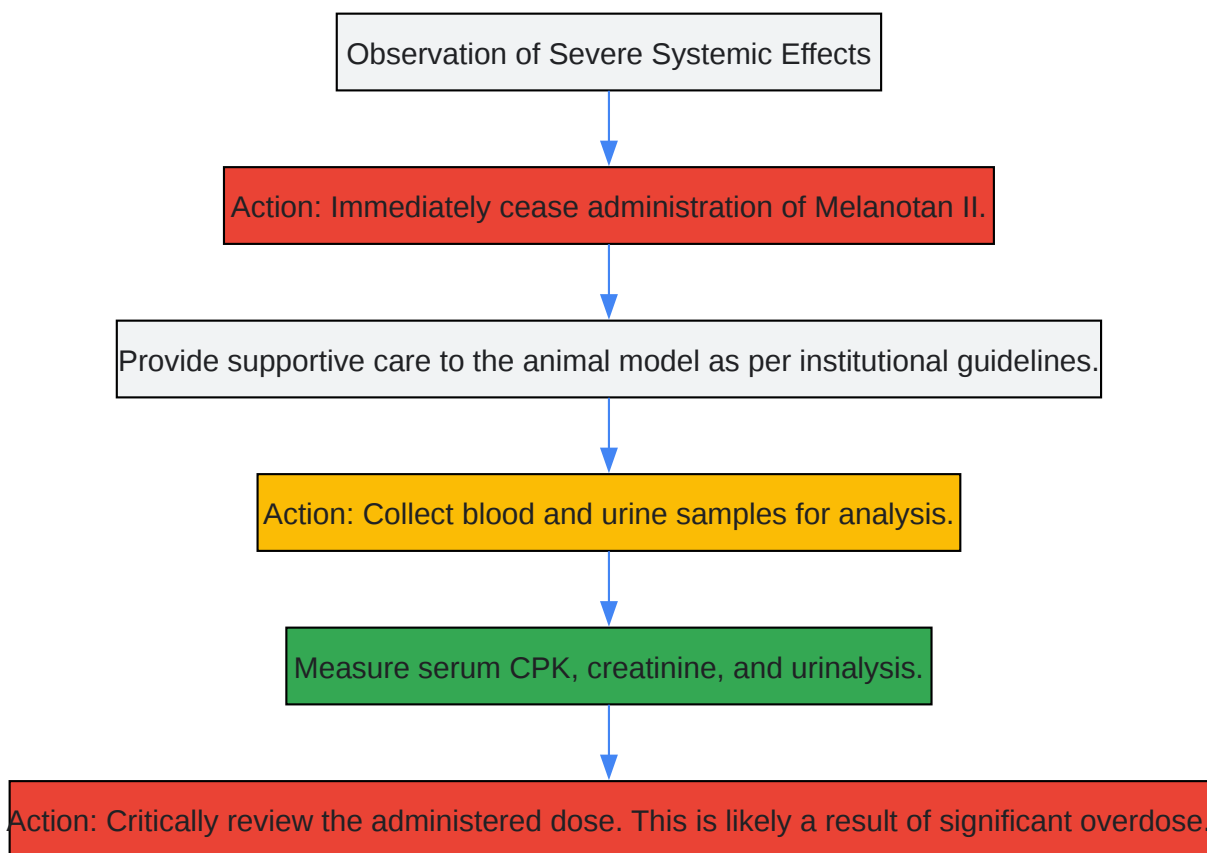 Observation of Severe Systemic Effects
Action: Immediately cease administration of Melanotan II.
Provide supportive care to the animal model as per institutional guidelines.
Action: Collect blood and urine samples for analysis.
Measure serum CPK, creatinine, and urinalysis.
Action: Critically review the administered dose. This is likely a result of significant overdose.